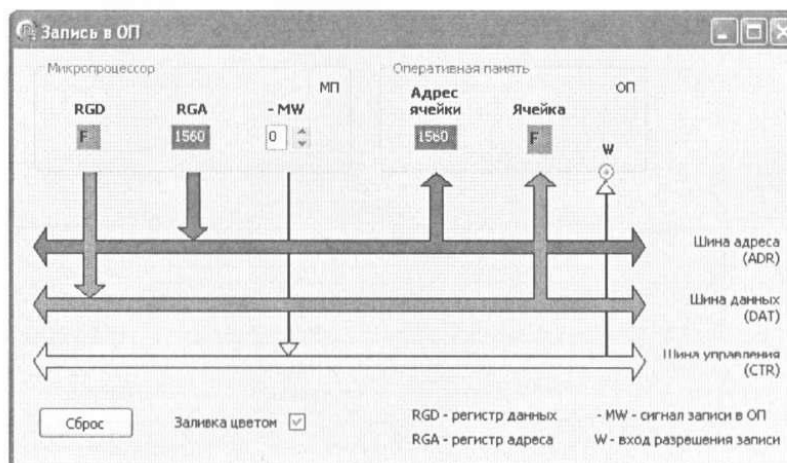 Запись в ОП
Микропроцессор
МП
RGD RGA - MW
F 1560 0
Оперативная память
ОП
Адрес ячейки Ячейка
W
1560 F
Шина адреса
(ADR)
Шина данных
(DAT)
Шина управления
(CTR)
Сброс
Заливка цветом
RGD - регистр данных - MW - сигнал записи в ОП
RGA - регистр адреса W - вход разрешения записи